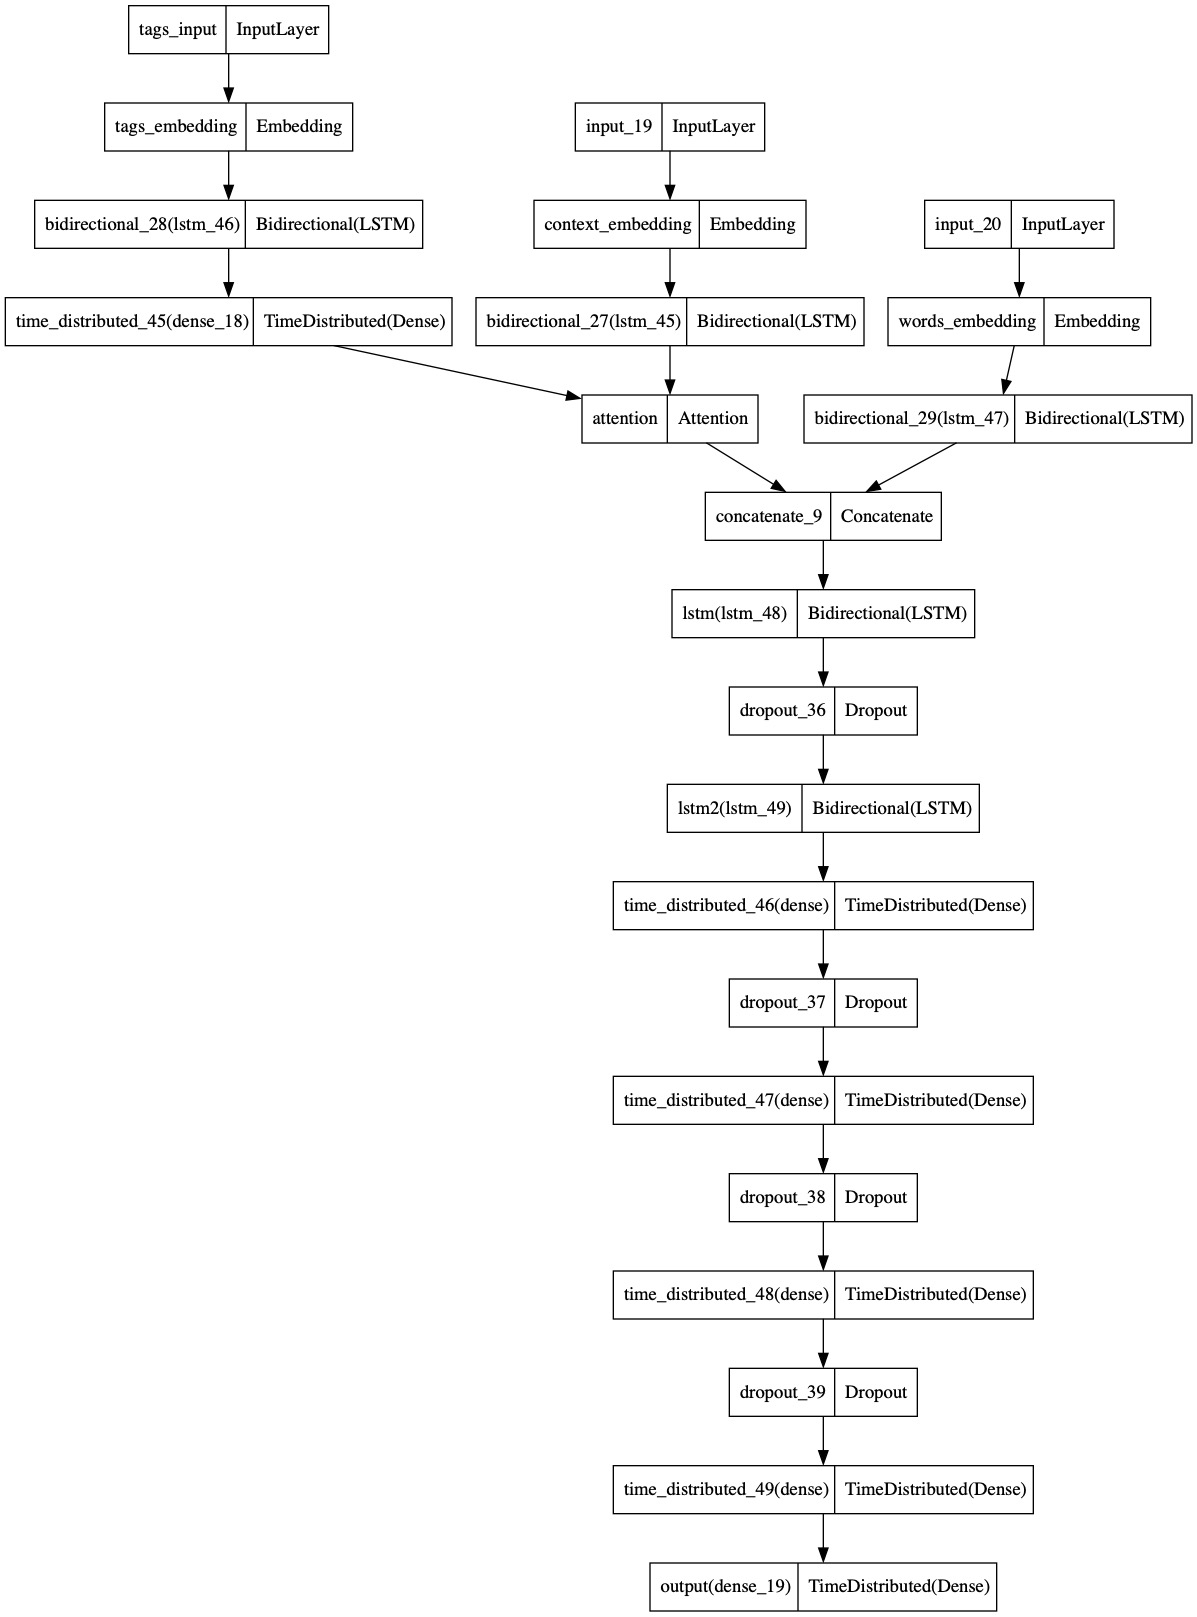 tags_input InputLayer
tags_embedding Embedding
input_19 InputLayer
bidirectional_28(lstm_46) Bidirectional(LSTM)
context_embedding Embedding
input_20 InputLayer
time_distributed_45(dense_18) TimeDistributed(Dense)
bidirectional_27(lstm_45) Bidirectional(LSTM)
words_embedding Embedding
attention Attention
bidirectional_29(lstm_47) Bidirectional(LSTM)
concatenate_9 Concatenate
lstm(lstm_48) Bidirectional(LSTM)
dropout_36 Dropout
lstm2(lstm_49) Bidirectional(LSTM)
time_distributed_46(dense) TimeDistributed(Dense)
dropout_37 Dropout
time_distributed_47(dense) TimeDistributed(Dense)
dropout_38 Dropout
time_distributed_48(dense) TimeDistributed(Dense)
dropout_39 Dropout
time_distributed_49(dense) TimeDistributed(Dense)
output(dense_19) TimeDistributed(Dense)